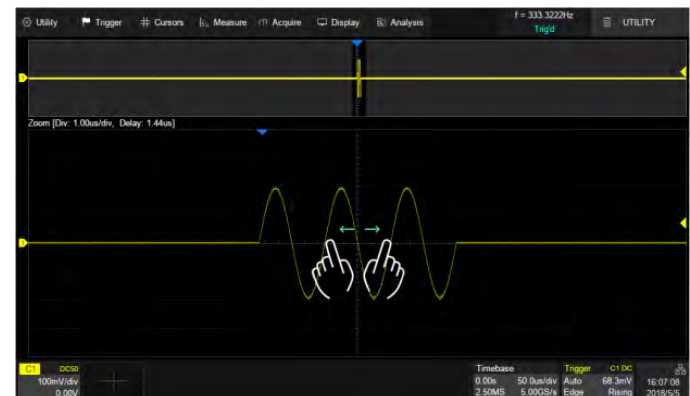 Utility Trigger Cursors Measure Acquire Display Analysis
f = 333.3222Hz
Trig'd
UTILITY
1
Zoom [Div: 1.00us/div, Delay: 1.44us]
1
C1 DC50
100mV/div
0.00V
Timebase
0.00s 50.0us/div
2.50MS 5.00GS/s
Trigger C1 DC
Auto 68.3mV
Edge Rising
16:07:08
2018/5/5